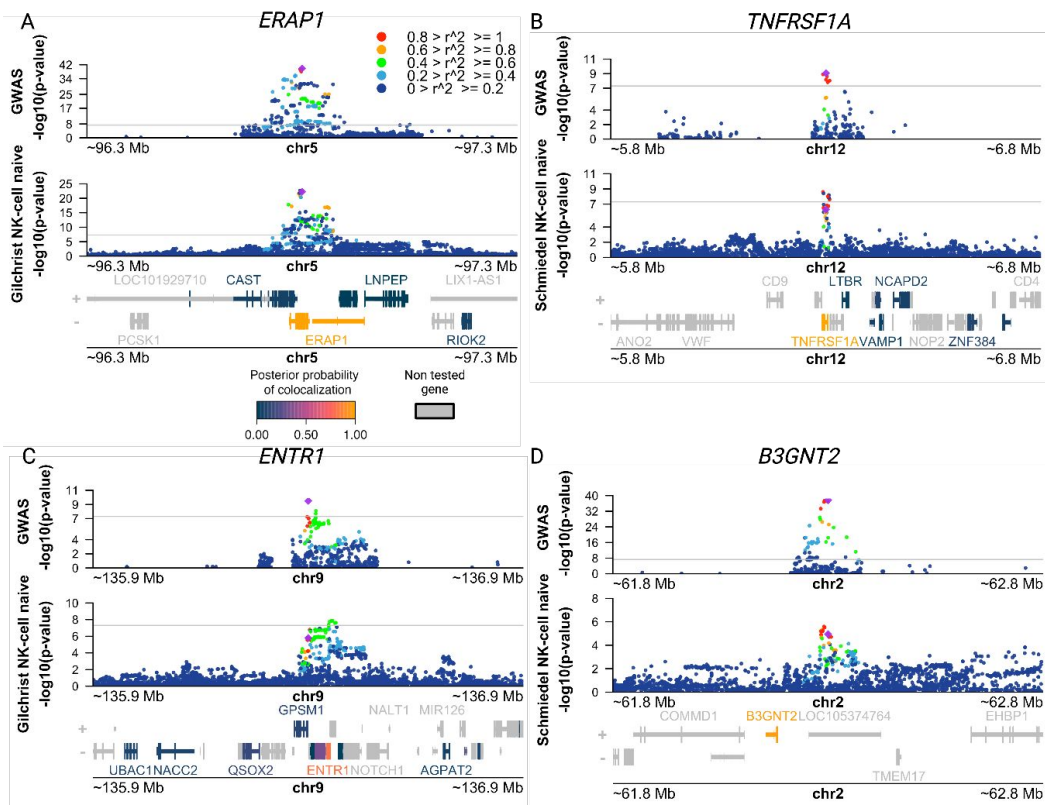 A
ERAP1
0.8 > r^2 >= 1
0.6 > r^2 >= 0.8
0.4 > r^2 >= 0.6
0.2 > r^2 >= 0.4
0 > r^2 >= 0.2
GWAS
-log10(p-value)
42
34
25
17
8
0
~96.3 Mb chr5 ~97.3 Mb
Gilchrist NK-cell naive
-log10(p-value)
25
20
15
10
5
0
~96.3 Mb chr5 ~97.3 Mb
LOC101929710 CAST LNPEP LIX1-AS1
+
-
PCSK1 ERAP1 RIOK2
~96.3 Mb chr5 ~97.3 Mb
Posterior probability
of colocalization
0.00 0.50 1.00
Non tested
gene
B
TNFRSF1A
GWAS
-log10(p-value)
11
9
7
4
2
0
~5.8 Mb chr12 ~6.8 Mb
Schmiedel NK-cell naive
-log10(p-value)
11
9
7
4
2
0
~5.8 Mb chr12 ~6.8 Mb
CD9 LTBR NCAPD2 CD4
+
-
ANO2 VWF TNFRSF1A VAMP1 NOP2 ZNF384
~5.8 Mb chr12 ~6.8 Mb
C
ENTR1
GWAS
-log10(p-value)
11
9
7
4
2
0
~135.9 Mb chr9 ~136.9 Mb
Gilchrist NK-cell naive
-log10(p-value)
10
8
6
4
2
0
~135.9 Mb chr9 ~136.9 Mb
GPSM1 NALT1 MIR126
+
-
UBAC1 NACC2 QSOX2 ENTR1 NOTCH1 AGPAT2
~135.9 Mb chr9 ~136.9 Mb
D
B3GNT2
GWAS
-log10(p-value)
40
32
24
16
8
0
~61.8 Mb chr2 ~62.8 Mb
Schmiedel NK-cell naive
-log10(p-value)
8
6
4
2
0
~61.8 Mb chr2 ~62.8 Mb
COMMD1 B3GNT2 LOC105374764 EHBP1
+
-
TMEM17
~61.8 Mb chr2 ~62.8 Mb